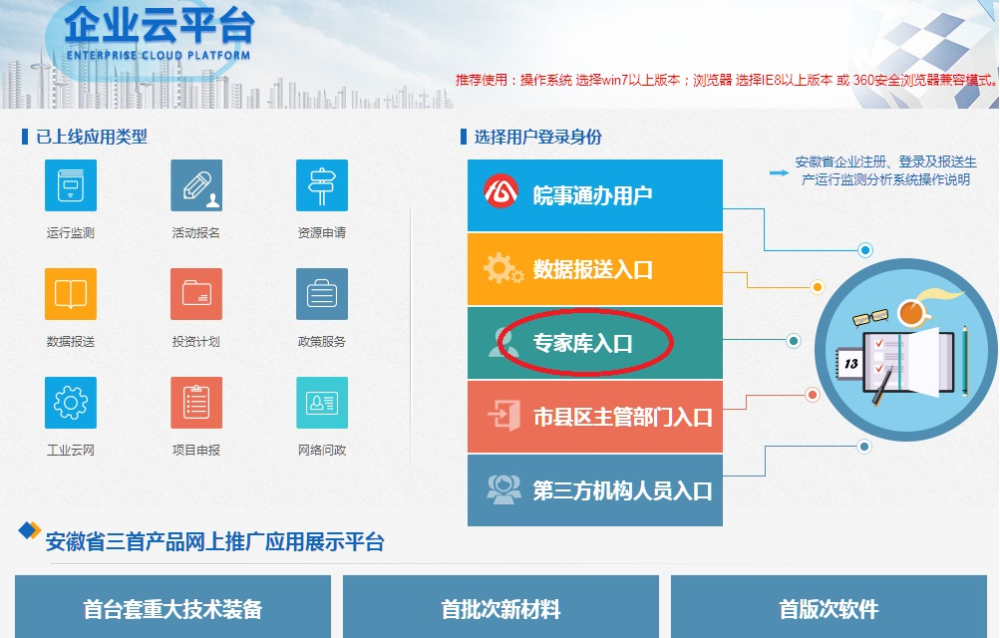 企业云平台
ENTERPRISE CLOUD PLATFORM
推荐使用：操作系统 选择win7以上版本；浏览器 选择IE8以上版本 或 360安全浏览器兼容模式。
已上线应用类型
运行监测
活动报名
资源申请
数据报送
投资计划
政策服务
工业云网
项目申报
网络问政
选择用户登录身份
皖事通办用户
数据报送入口
专家库入口
市县区主管部门入口
第三方机构人员入口
安徽省企业注册、登录及报送生
产运行监测分析系统操作说明
13
安徽省三首产品网上推广应用展示平台
首台套重大技术装备
首批次新材料
首版次软件